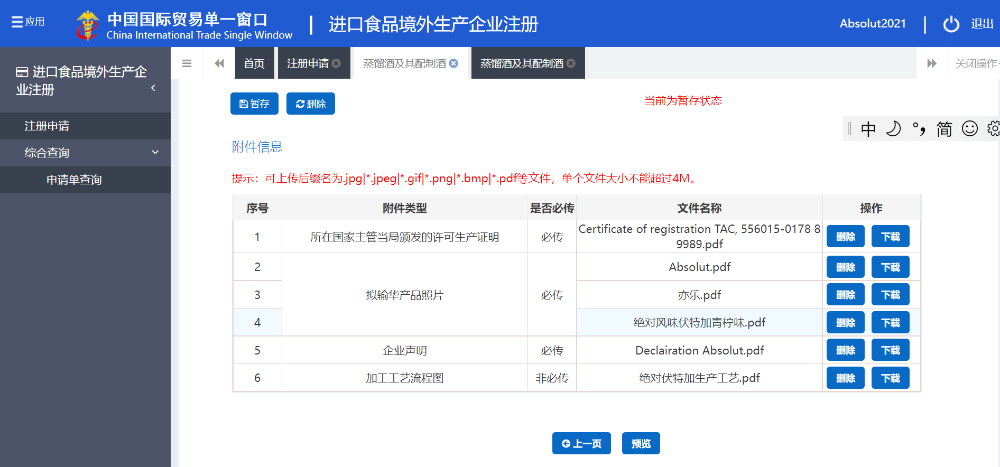 应用
中国国际贸易单一窗口
China International Trade Single Window
进口食品境外生产企业注册
Absolut2021
退出
进口食品境外生产企
业注册
注册申请
综合查询
申请单查询
首页
注册申请
蒸馏酒及其配制酒
蒸馏酒及其配制酒
关闭操作
暂存
删除
当前为暂存状态
中
简
附件信息
提示：可上传后缀名为.jpg|*.jpeg|*.gif|*.png|*.bmp|*.pdf等文件，单个文件大小不能超过4M。
序号 附件类型 是否必传 文件名称 操作
1 所在国家主管当局颁发的许可生产证明 必传 Certificate of registration TAC, 556015-0178 8
9989.pdf 删除 下载
2 Absolut.pdf 删除 下载
3 拟输华产品照片 必传 亦乐.pdf 删除 下载
4 绝对风味伏特加青柠味.pdf 删除 下载
5 企业声明 必传 Declairation Absolut.pdf 删除 下载
6 加工工艺流程图 非必传 绝对伏特加生产工艺.pdf 删除 下载
上一页
预览